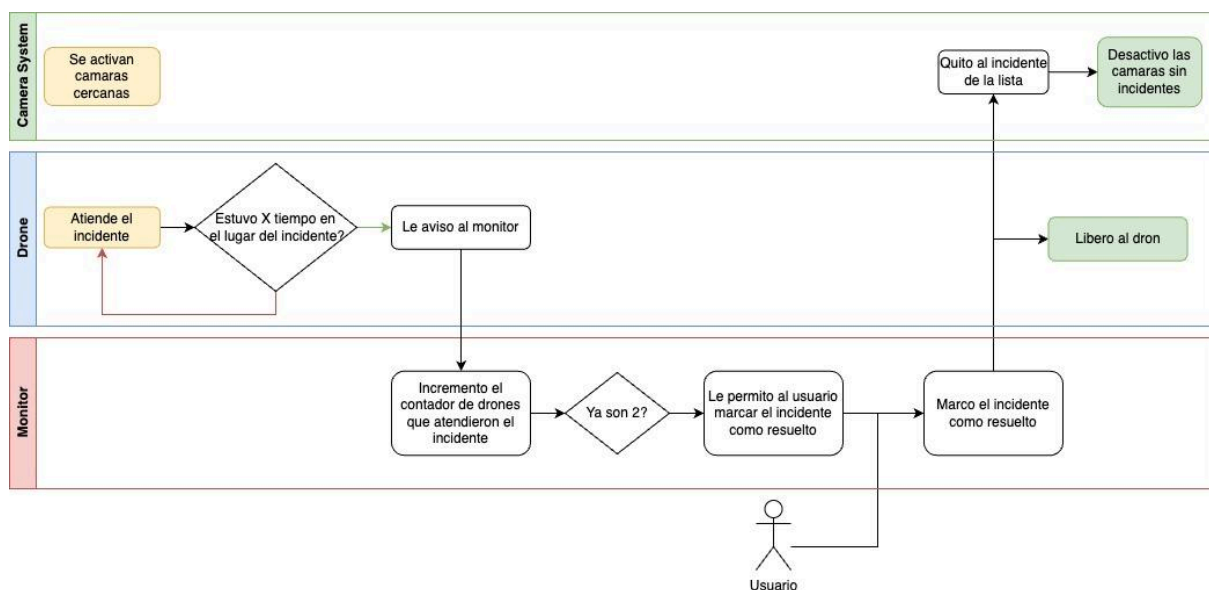 Camera System
Se activan
camaras
cercanas
Quito al incidente
de la lista
Desactivo las
camaras sin
incidentes
Drone
Atiende el
incidente
Estuvo X tiempo en
el lugar del incidente?
Le aviso al monitor
Libero al dron
Monitor
Incremento el
contador de drones
que atendieron el
incidente
Ya son 2?
Le permito al usuario
marcar el incidente
como resuelto
Marco el incidente
como resuelto
Usuario